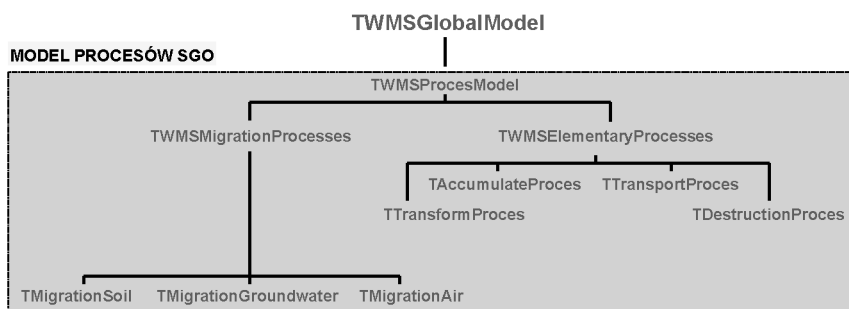 TWMSGlobalModel
MODEL PROCESÓW SGO
TWMSProcesModel
TWMSMigrationProcesses TWMSElementaryProcesses
TAccumulateProces TTransportProces
TTransformProces TDestructionProces
TMigrationSoil TMigrationGroundwater TMigrationAir